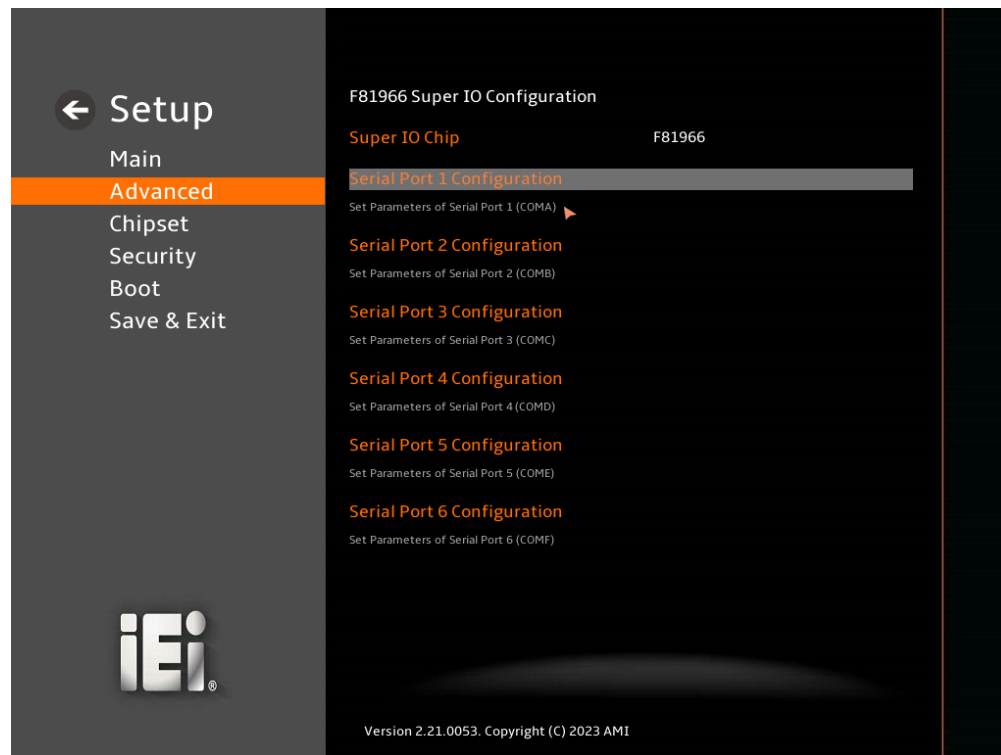 Setup
Main
Advanced
Chipset
Security
Boot
Save & Exit
iEi®
F81966 Super IO Configuration
Super IO Chip F81966
Serial Port 1 Configuration
Set Parameters of Serial Port 1 (COMA)
Serial Port 2 Configuration
Set Parameters of Serial Port 2 (COMB)
Serial Port 3 Configuration
Set Parameters of Serial Port 3 (COMC)
Serial Port 4 Configuration
Set Parameters of Serial Port 4 (COMD)
Serial Port 5 Configuration
Set Parameters of Serial Port 5 (COME)
Serial Port 6 Configuration
Set Parameters of Serial Port 6 (COMF)
Version 2.21.0053. Copyright (C) 2023 AMI